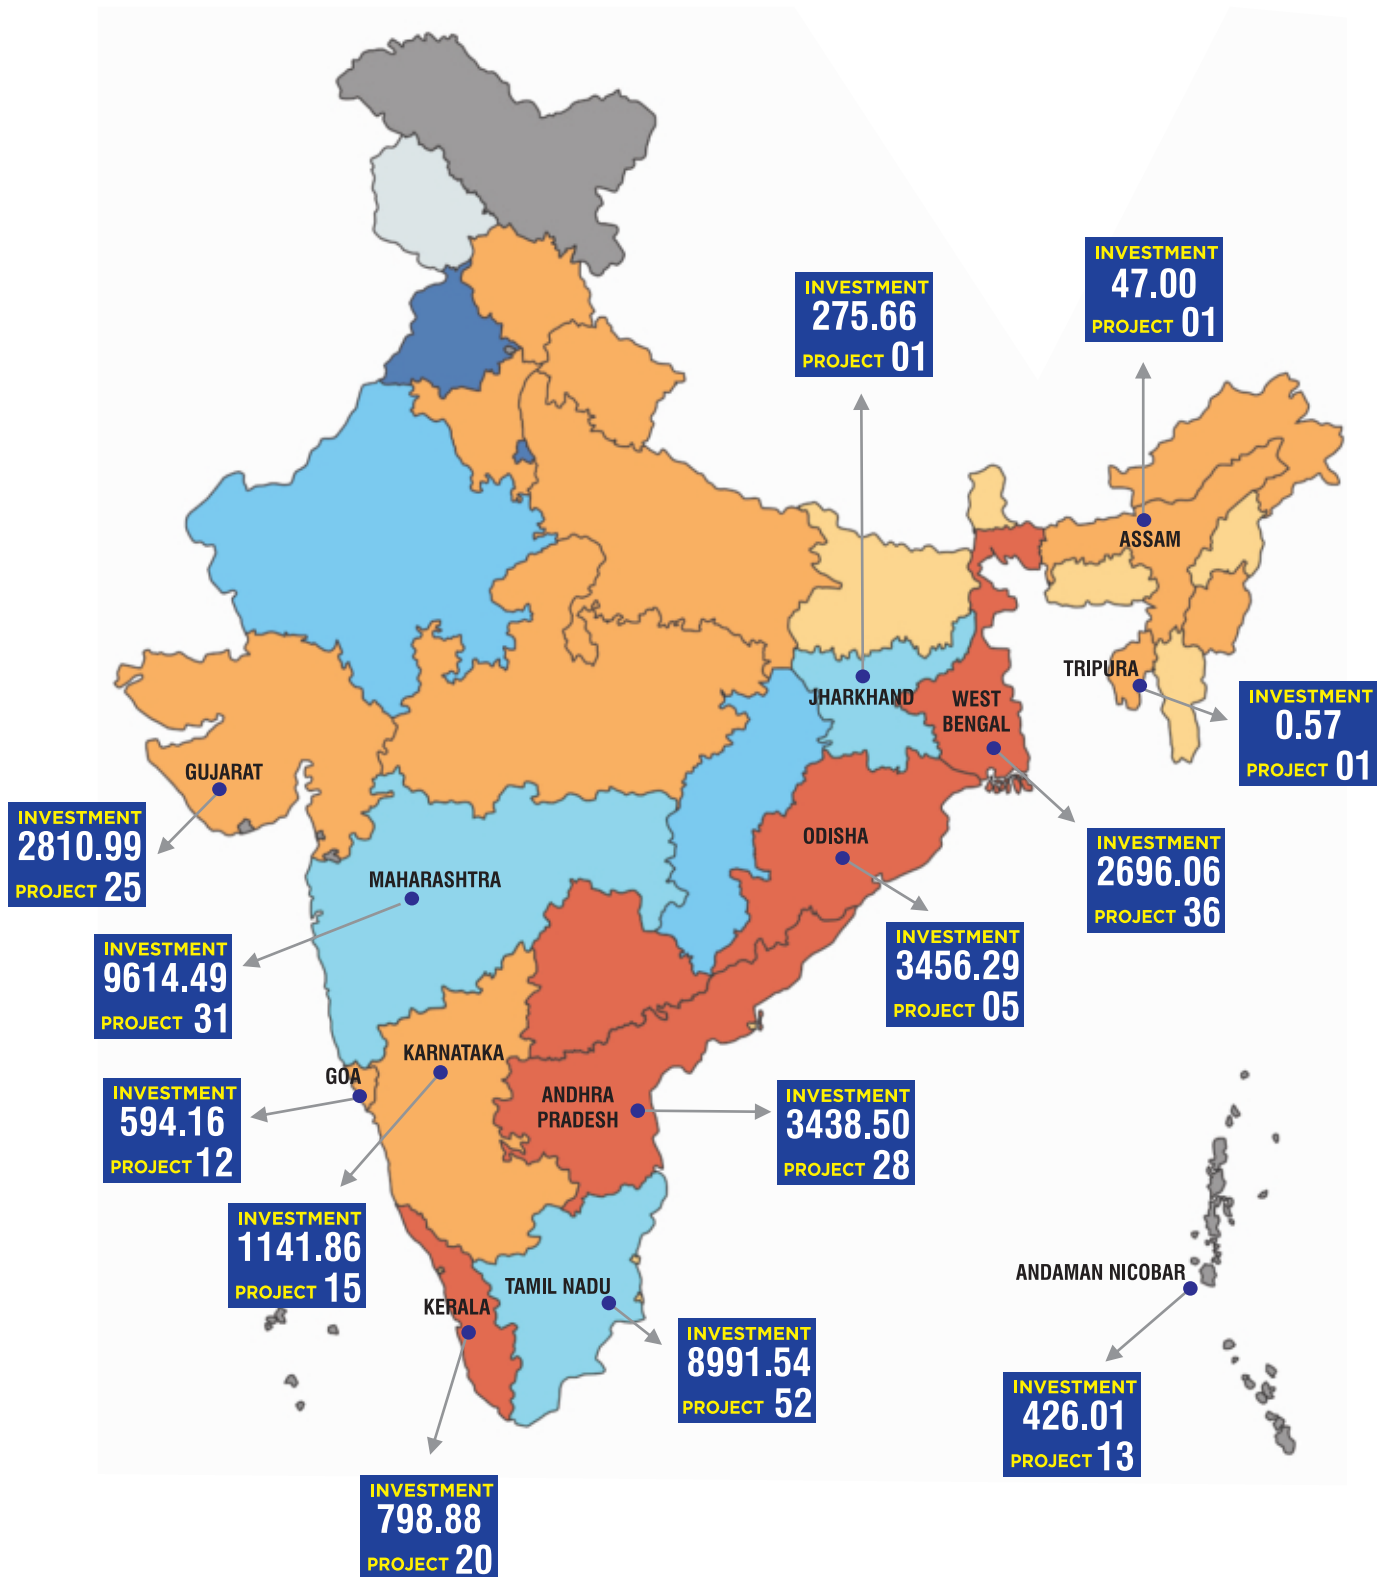 INVESTMENT
47.00
PROJECT 01
INVESTMENT
275.66
PROJECT 01
ASSAM
TRIPURA
INVESTMENT
0.57
PROJECT 01
JHARKHAND
WEST
BENGAL
GUJARAT
INVESTMENT
2810.99
PROJECT 25
ODISHA
INVESTMENT
2696.06
PROJECT 36
MAHARASHTRA
INVESTMENT
9614.49
PROJECT 31
INVESTMENT
3456.29
PROJECT 05
KARNATAKA
GOA
INVESTMENT
594.16
PROJECT 12
ANDHRA
PRADESH
INVESTMENT
3438.50
PROJECT 28
INVESTMENT
1141.86
PROJECT 15
TAMIL NADU
KERALA
ANDAMAN NICOBAR
INVESTMENT
8991.54
PROJECT 52
INVESTMENT
426.01
PROJECT 13
INVESTMENT
798.88
PROJECT 20